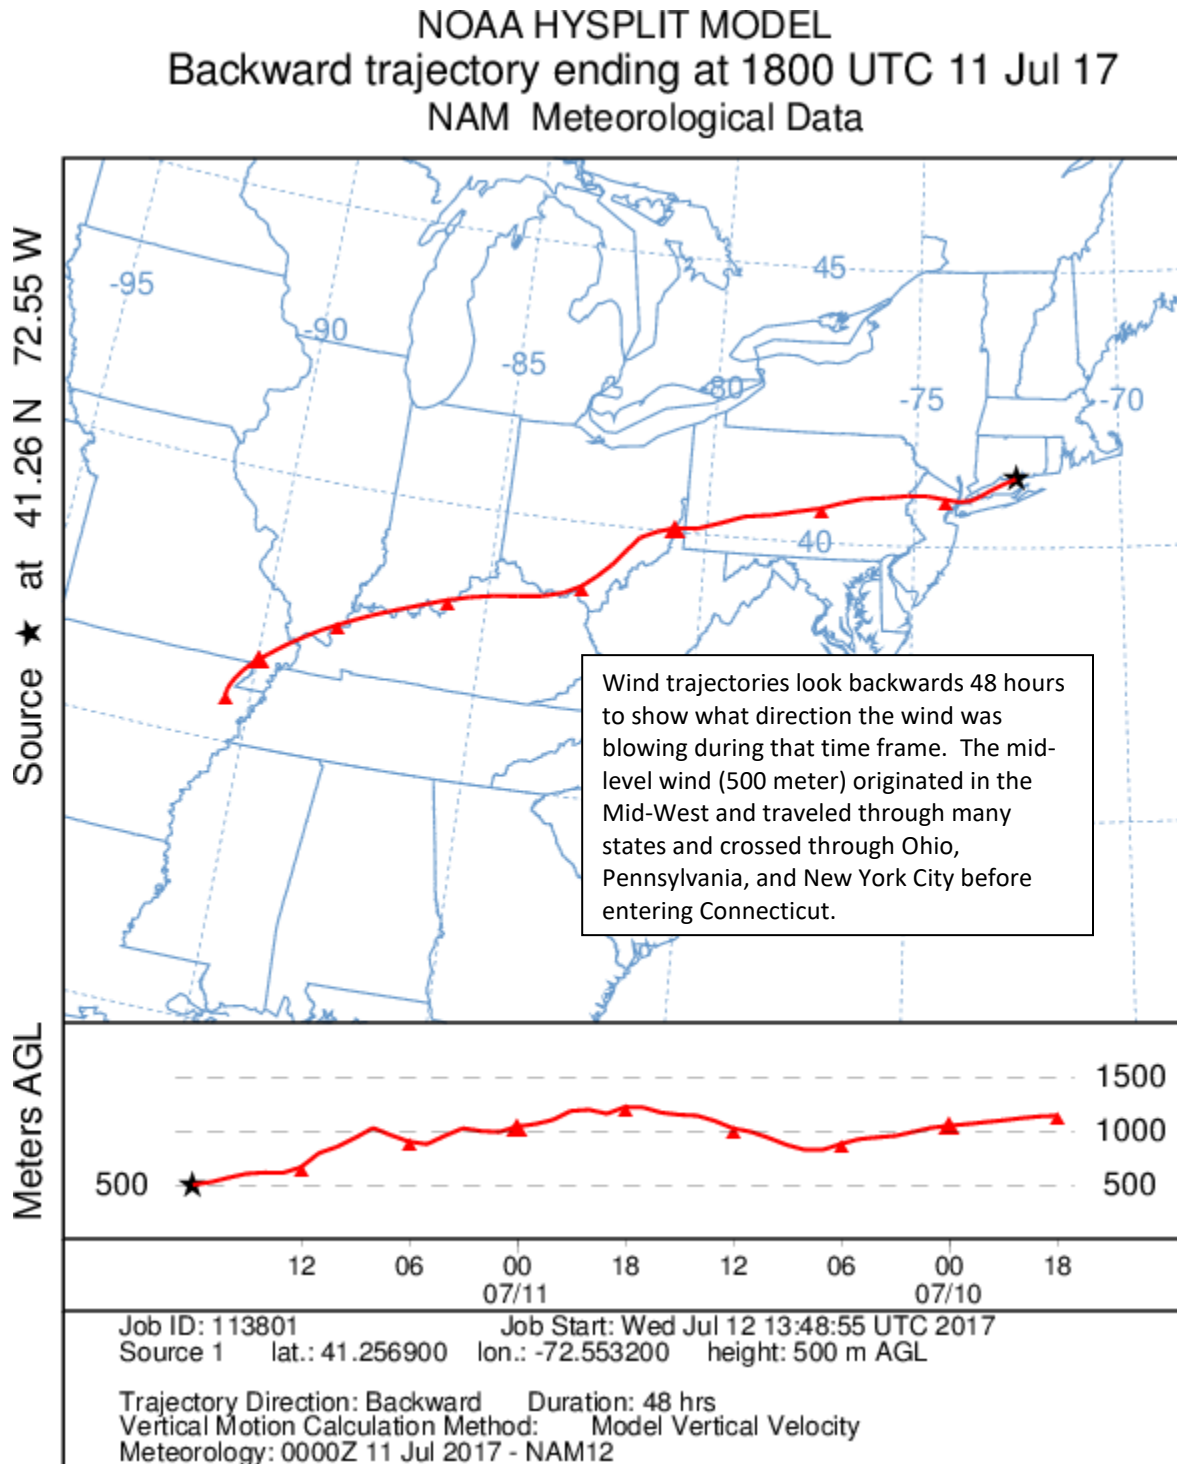 NOAA HYSPLIT MODEL
Backward trajectory ending at 1800 UTC 11 Jul 17
NAM Meteorological Data
Source ★ at 41.26 N 72.55 W
-95
-90
-85
-80
45
-75
-70
40
Wind trajectories look backwards 48 hours
to show what direction the wind was
blowing during that time frame. The mid-
level wind (500 meter) originated in the
Mid-West and traveled through many
states and crossed through Ohio,
Pennsylvania, and New York City before
entering Connecticut.
Meters AGL
1500
1000
500
500
12 06 00 18 12 06 00 18
07/11 07/10
Job ID: 113801 Job Start: Wed Jul 12 13:48:55 UTC 2017
Source 1 lat.: 41.256900 lon.: -72.553200 height: 500 m AGL
Trajectory Direction: Backward Duration: 48 hrs
Vertical Motion Calculation Method: Model Vertical Velocity
Meteorology: 0000Z 11 Jul 2017 - NAM12